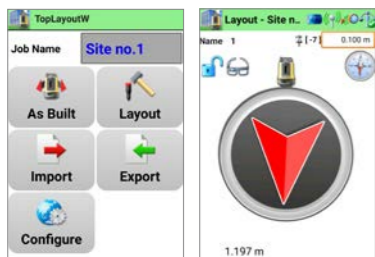 TopLayoutW
Job Name Site no.1
As Built Layout
Import Export
Configure
Layout - Site n..
Name 1 [-7] 0.100 m
1.197 m